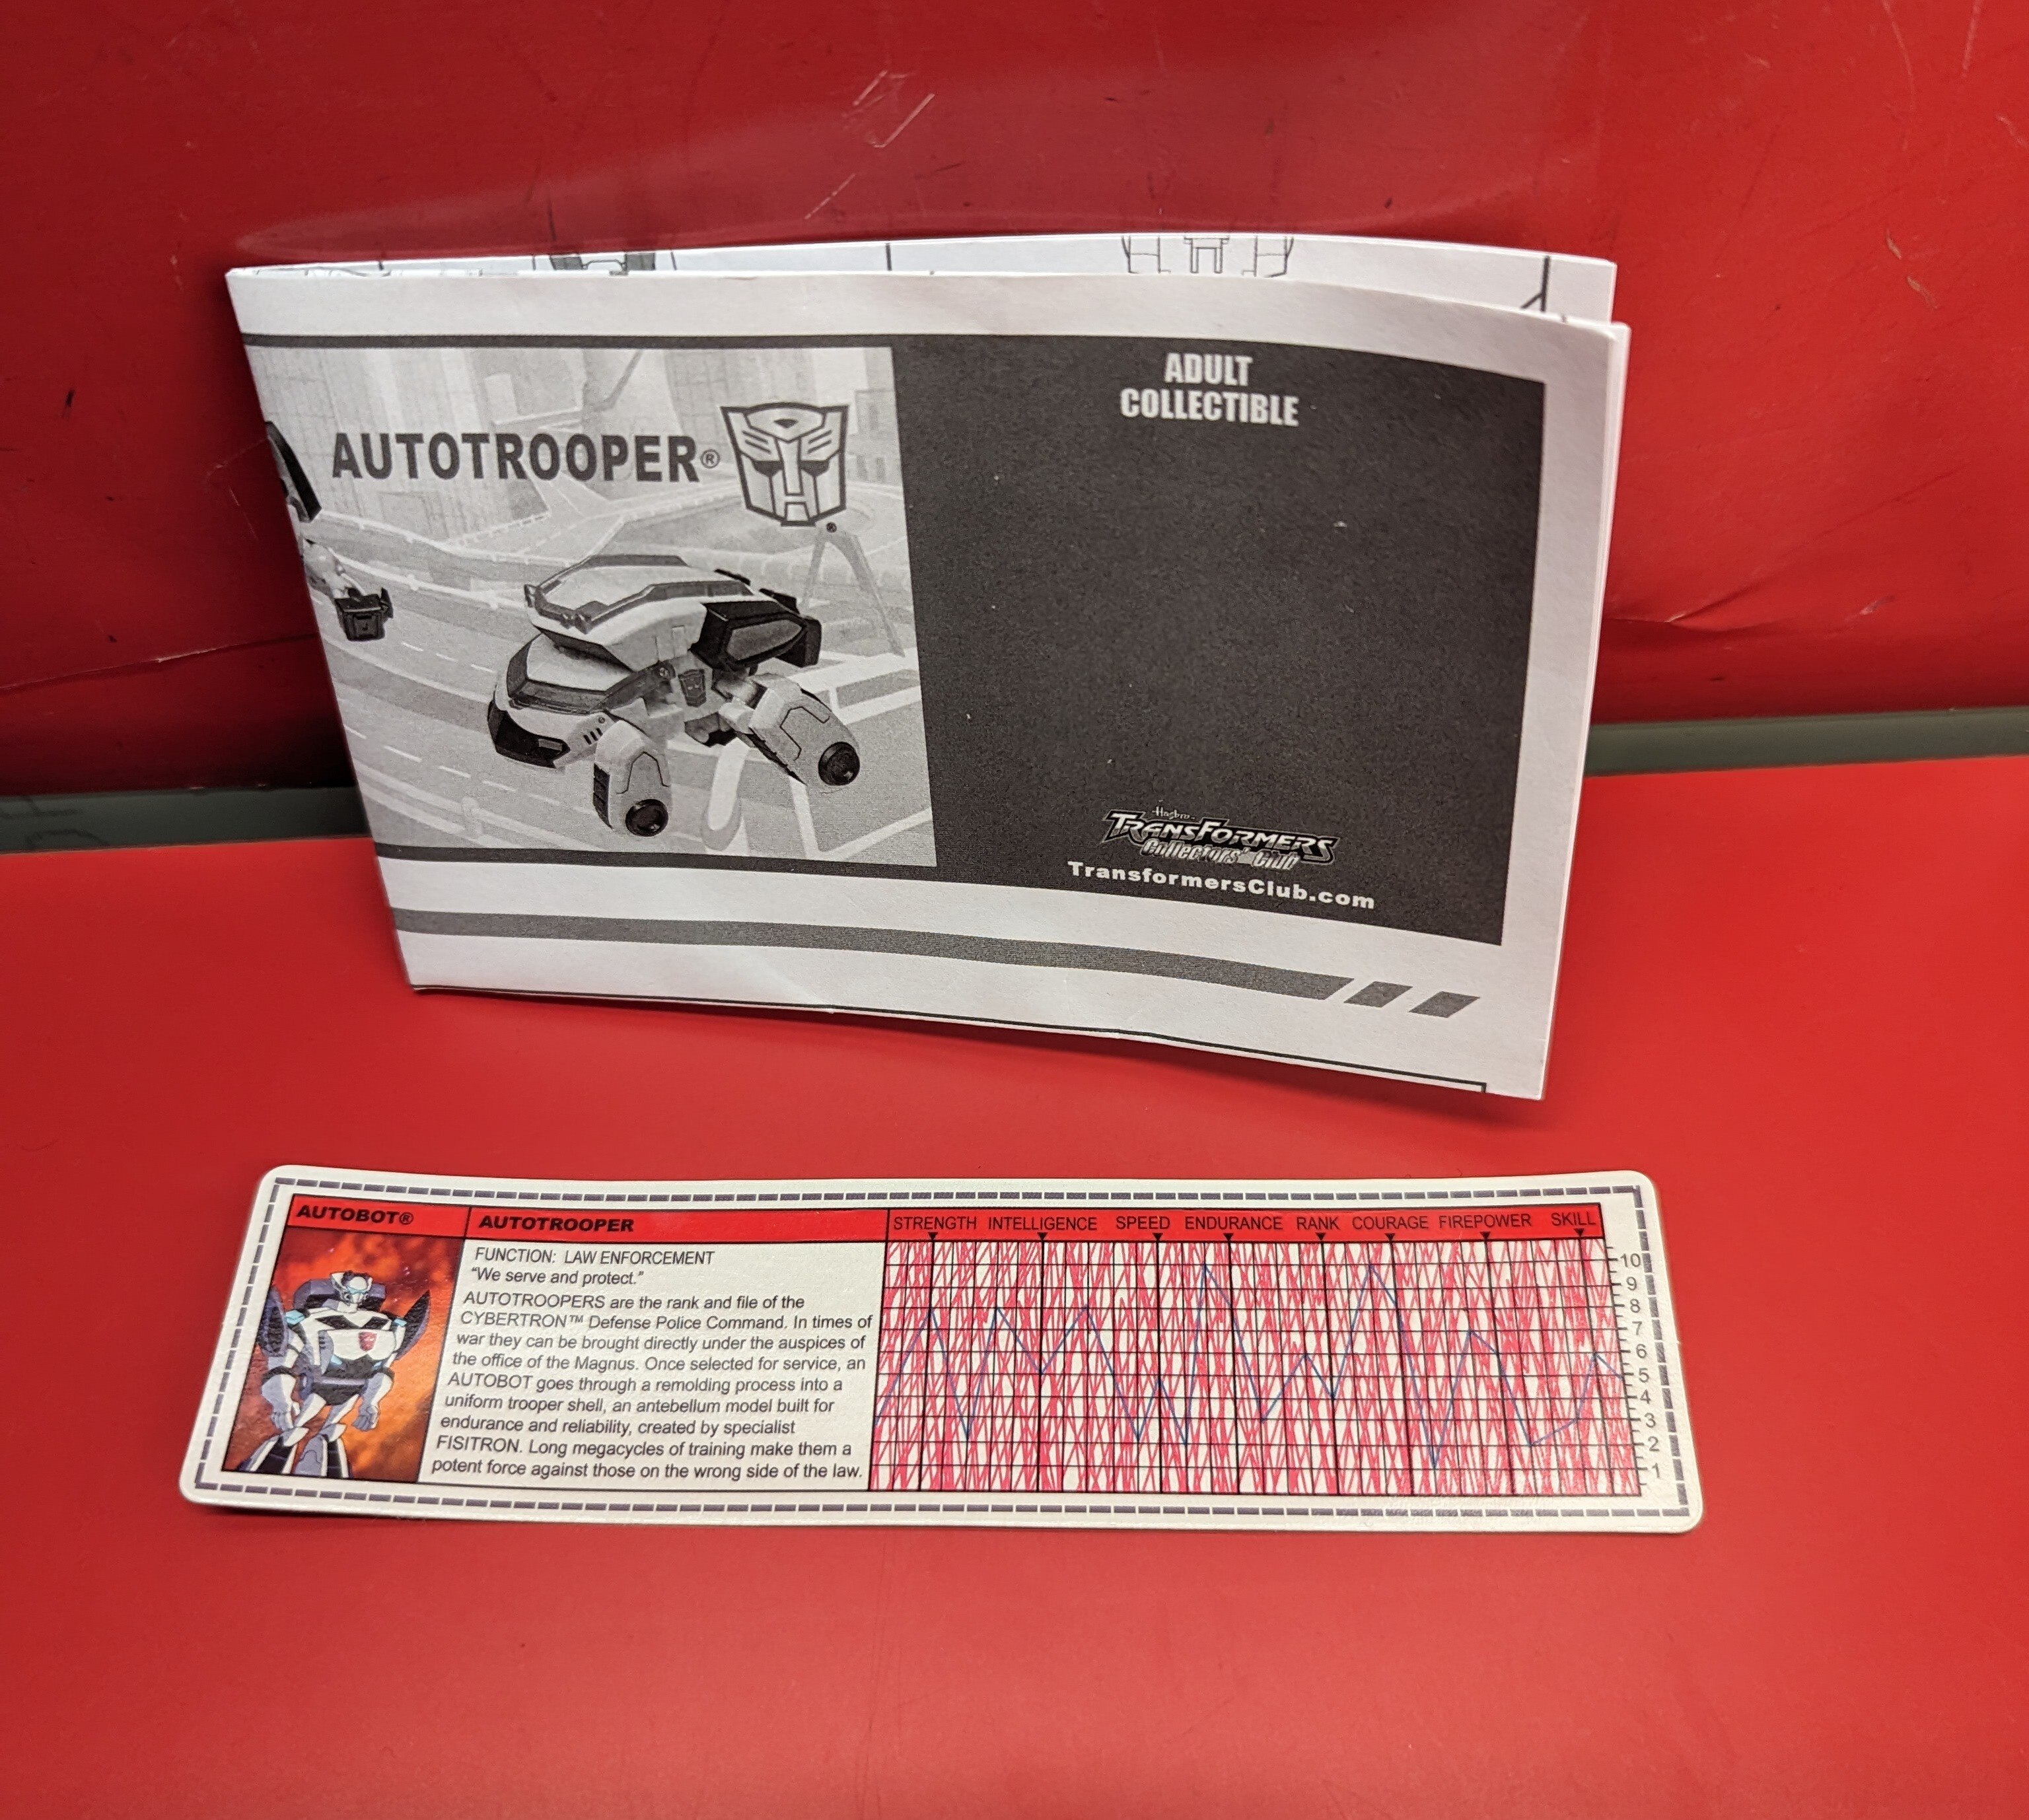 AUTOTROOPER®
®
ADULT
COLLECTIBLE
Hasbro
TRANSFORMERS
Collectors' Club
TransformersClub.com
AUTOBOT®
AUTOTROOPER
FUNCTION: LAW ENFORCEMENT
"We serve and protect."
AUTOTROOPERS are the rank and file of the
CYBERTRON™ Defense Police Command. In times of
war they can be brought directly under the auspices of
the office of the Magnus. Once selected for service, an
AUTOBOT goes through a remolding process into a
uniform trooper shell, an antebellum model built for
endurance and reliability, created by specialist
FISITRON. Long megacycles of training make them a
potent force against those on the wrong side of the law.
STRENGTH INTELLIGENCE SPEED ENDURANCE RANK COURAGE FIREPOWER SKILL
10
9
8
7
6
5
4
3
2
1